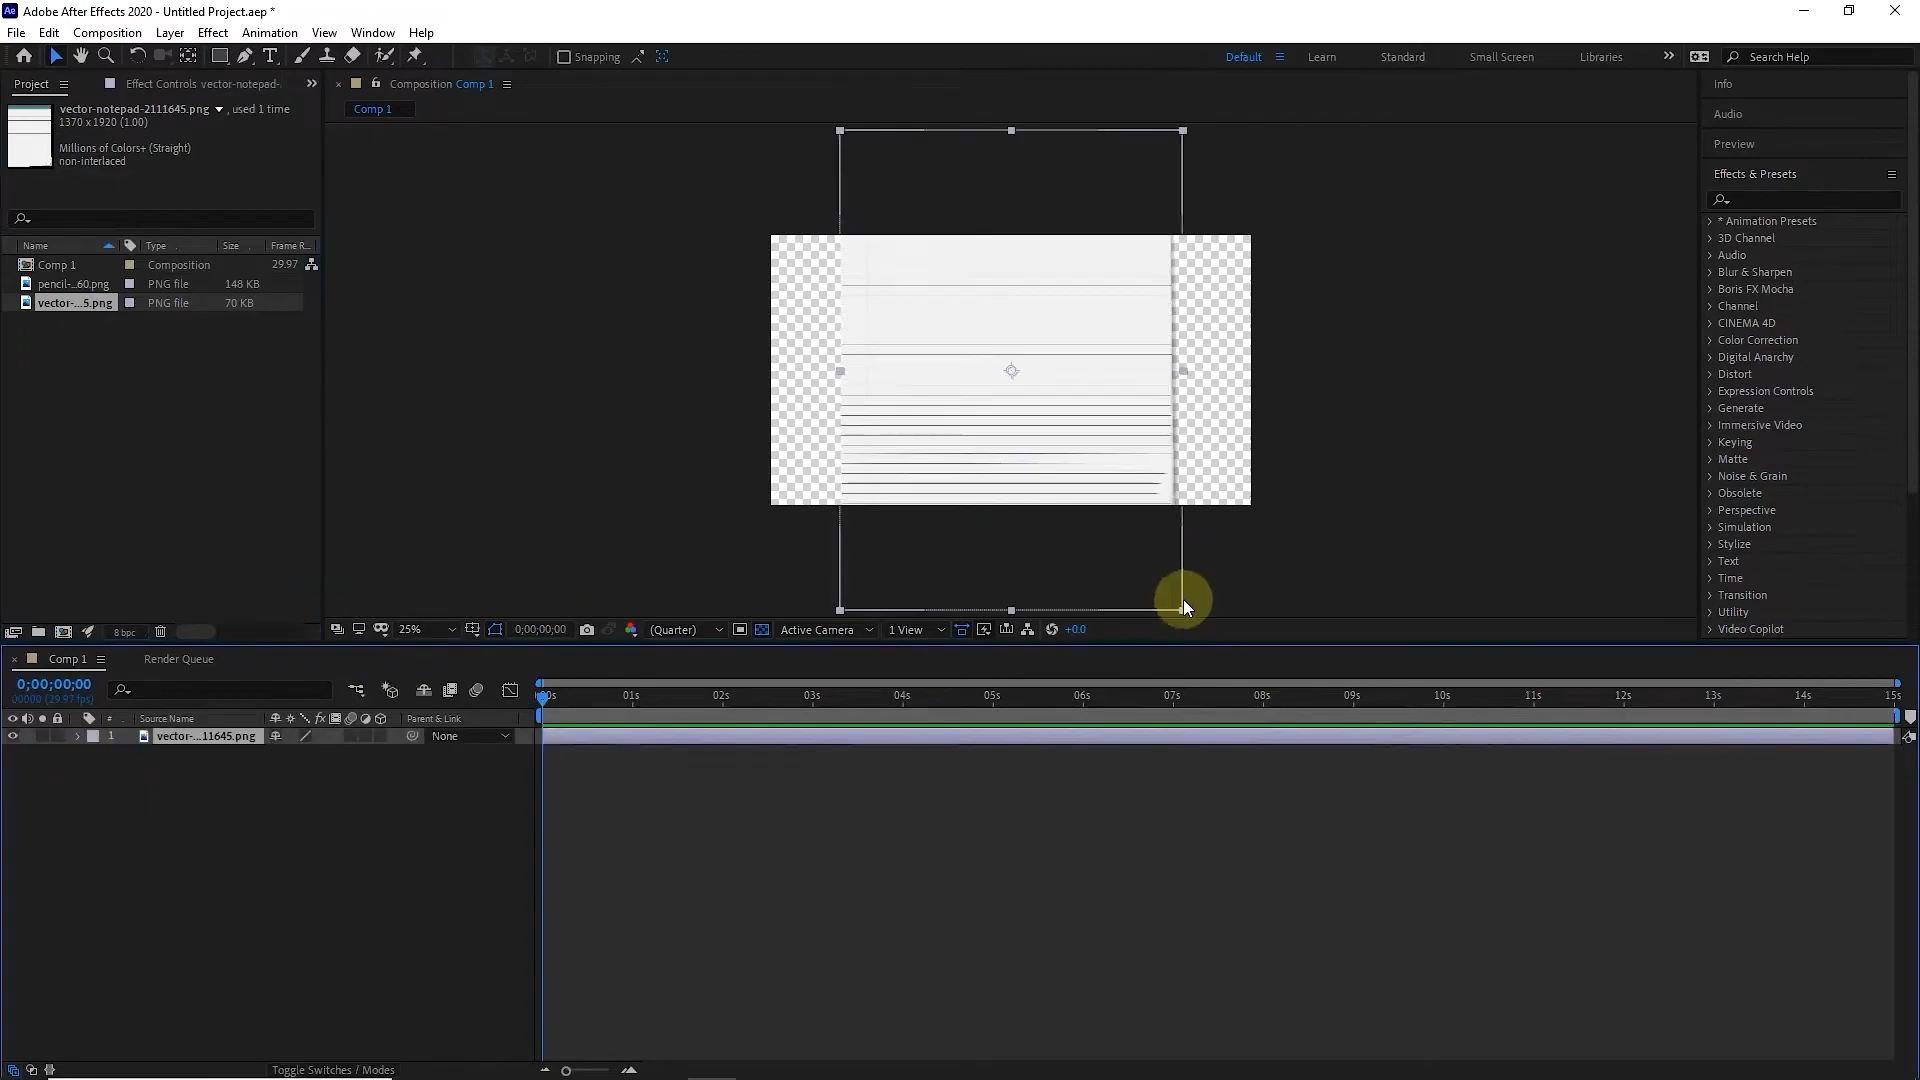 Adobe After Effects 2020 - Untitled Project.aep *
File Edit Composition Layer Effect Animation View Window Help
Snapping
Default Learn Standard Small Screen Libraries Search Help
Project Effect Controls vector-notepad-
vector-notepad-2111645.png , used 1 time
1370 x 1920 (1.00)
Millions of Colors+ (Straight)
non-interlaced
Name Type Size Frame R...
Comp 1 Composition 29.97
pencil-...60.png PNG file 148 KB
vector-...5.png PNG file 70 KB
8 bpc
Composition Comp 1
Comp 1
25% 0;00;00;00 (Quarter) Active Camera 1 View +0.0
Info
Audio
Preview
Effects & Presets
* Animation Presets
3D Channel
Audio
Blur & Sharpen
Boris FX Mocha
Channel
CINEMA 4D
Color Correction
Digital Anarchy
Distort
Expression Controls
Generate
Immersive Video
Keying
Matte
Noise & Grain
Obsolete
Perspective
Simulation
Stylize
Text
Time
Transition
Utility
Video Copilot
Comp 1 Render Queue
0;00;00;00
00000 (29.97 fps)
# Source Name Parent & Link
1 vector-...11645.png None
00s 01s 02s 03s 04s 05s 06s 07s 08s 09s 10s 11s 12s 13s 14s 15s
Toggle Switches / Modes